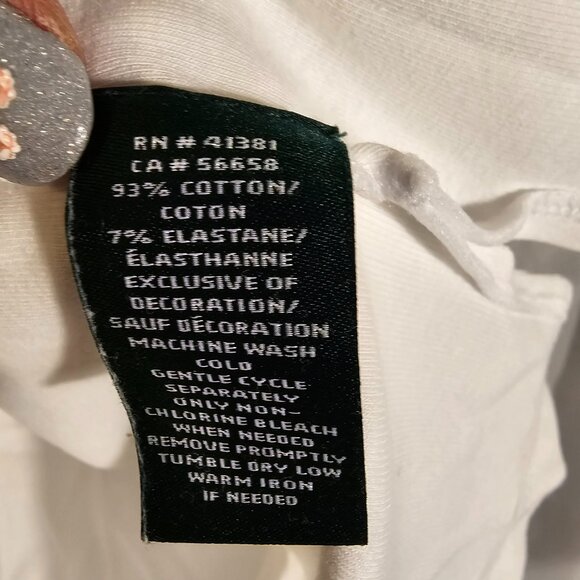 RN # 41381
CA # 56658
93% COTTON/
COTON
7% ELASTANE/
ÉLASTHANNE
EXCLUSIVE OF
DECORATION/
SAUF DÉCORATION
MACHINE WASH
COLD
GENTLE CYCLE
SEPARATELY
ONLY NON-
CHLORINE BLEACH
WHEN NEEDED
REMOVE PROMPTLY
TUMBLE DRY LOW
WARM IRON
IF NEEDED